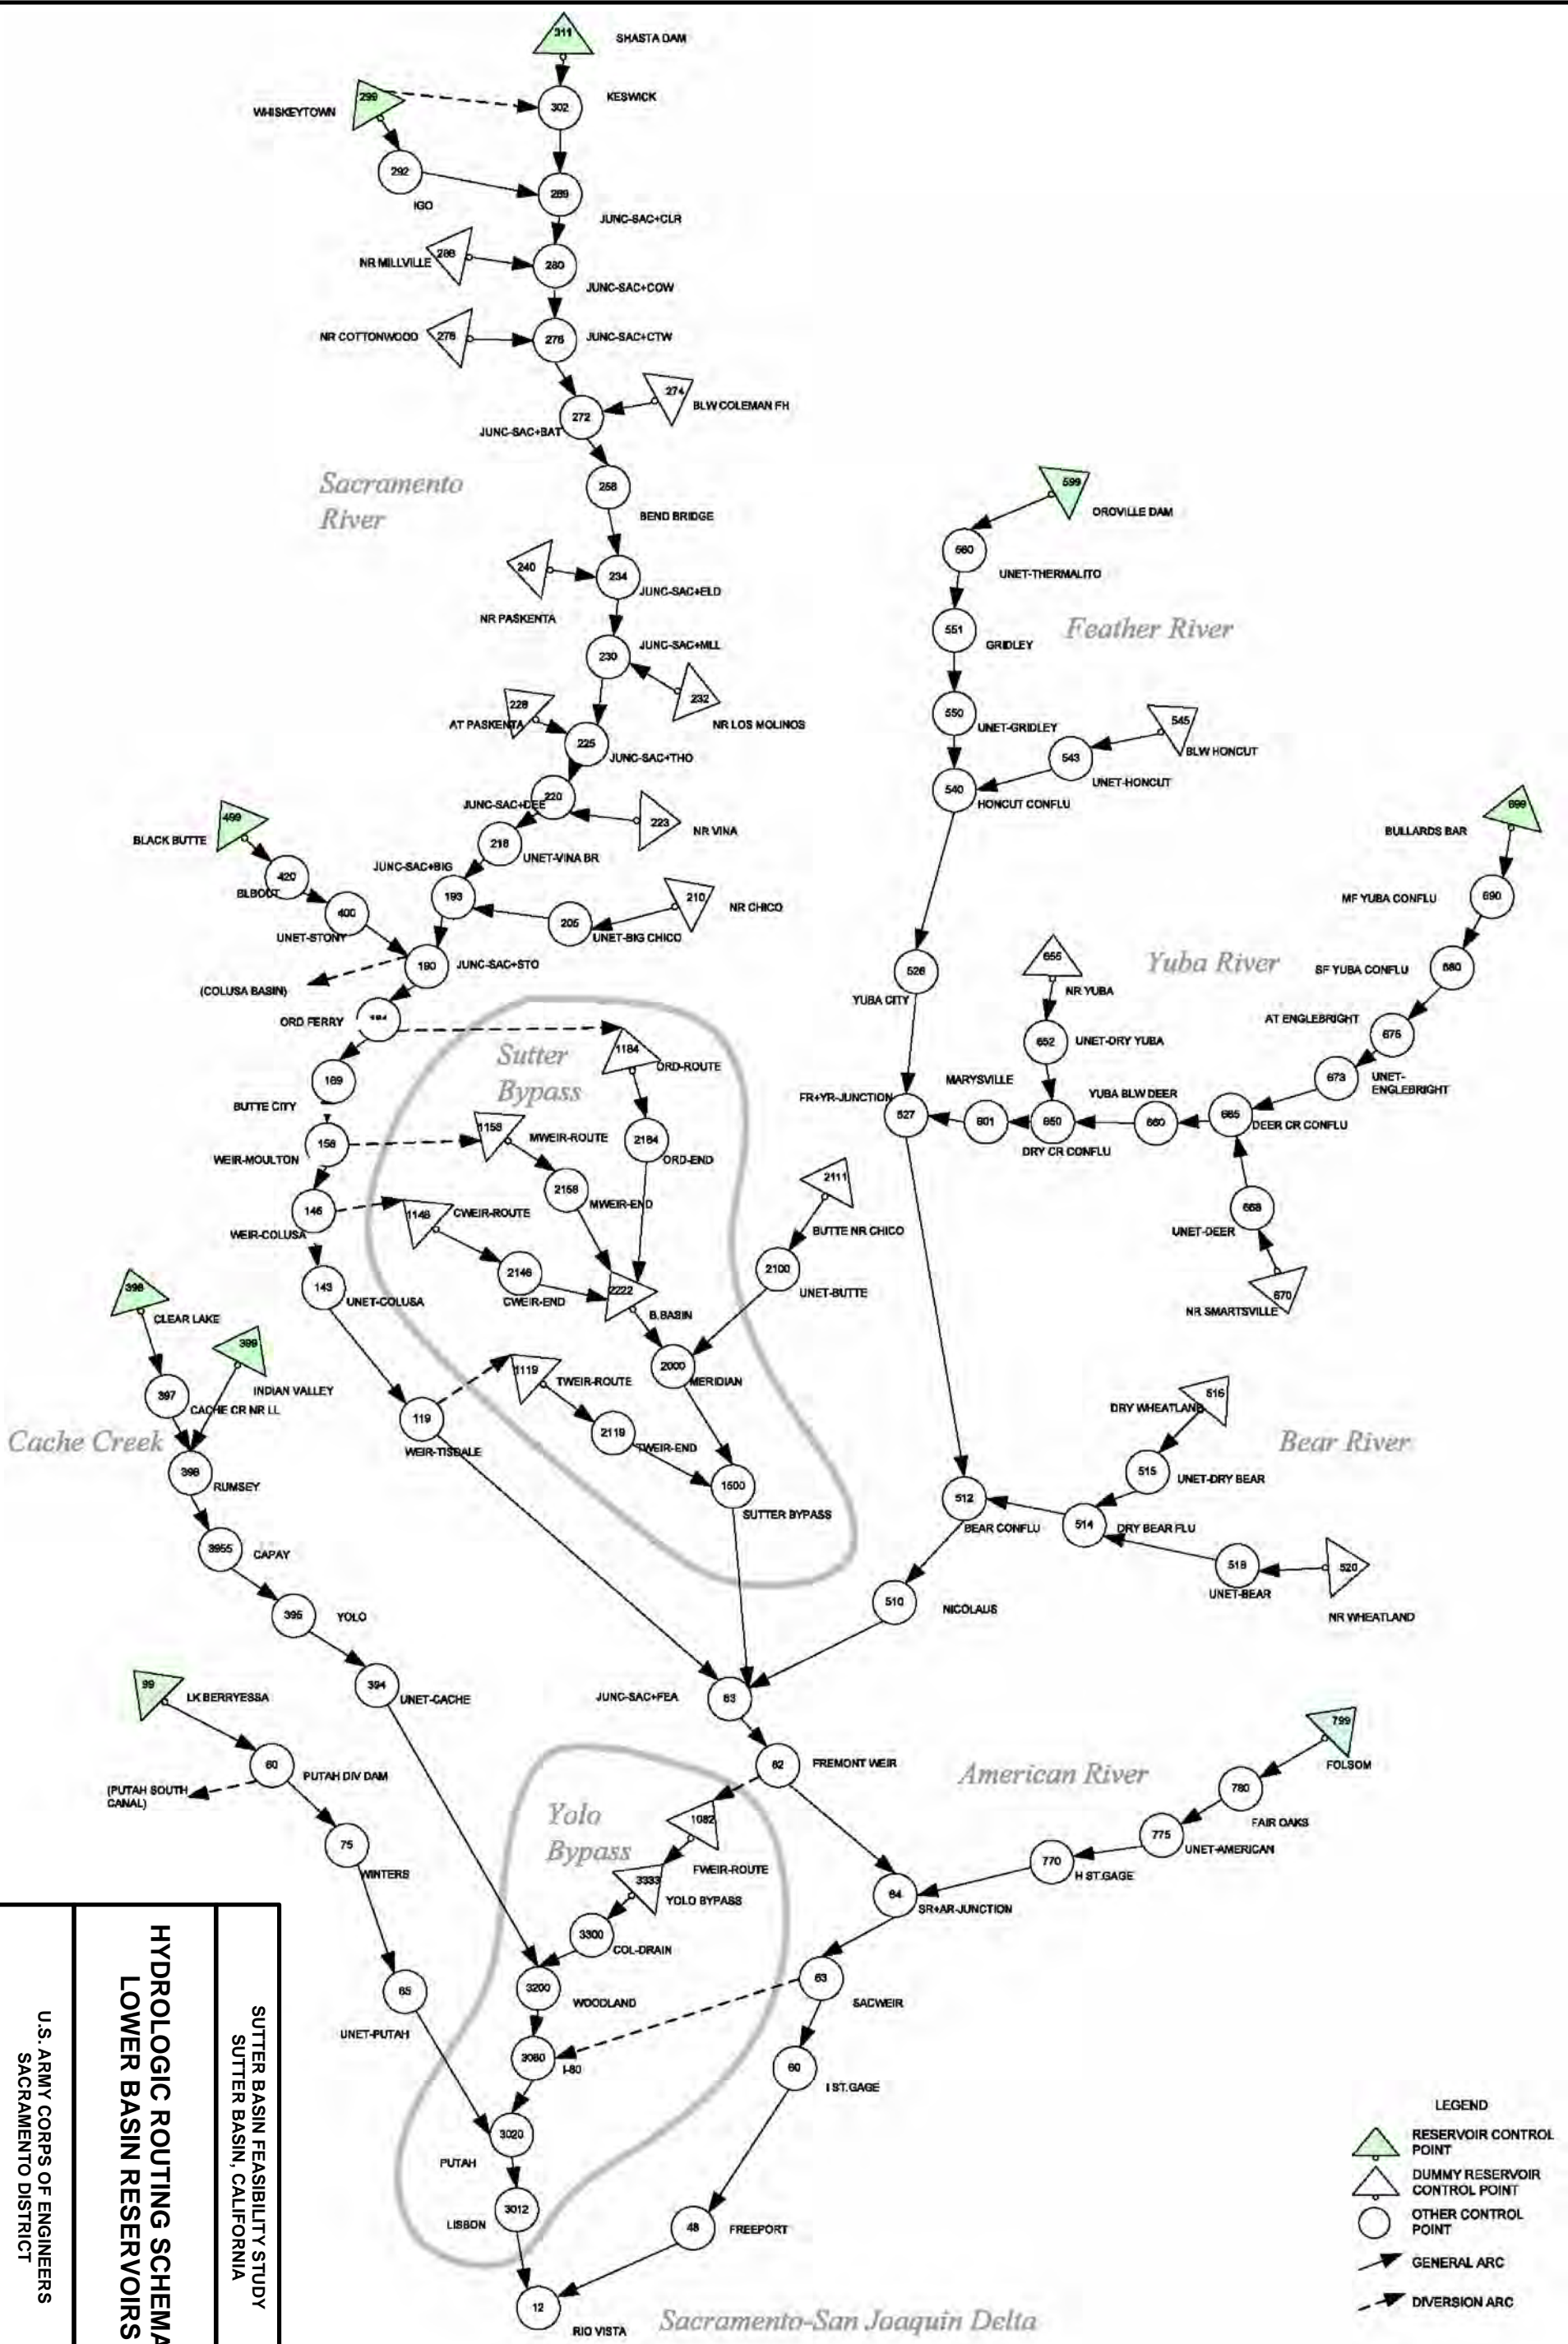 311
SHASTA DAM
299
WHISKEYTOWN
302
KESWICK
292
IGO
289
JUNC-SAC+CLR
NR MILLVILLE
280
JUNC-SAC+COW
NR COTTONWOOD
JUNC-SAC+CTW
274
BLW COLEMAN FH
272
JUNC-SAC+BAT
Sacramento
River
258
BEND BRIDGE
240
NR PASKENTA
234
JUNC-SAC+ELD
230
JUNC-SAC+MLL
232
NR LOS MOLINOS
228
AT PASKENTA
225
JUNC-SAC+THO
220
JUNC-SAC+DEE
223
NR VINA
218
UNET-VINA BR
499
BLACK BUTTE
420
BLBOUT
400
UNET-STONY
JUNC-SAC+BIG
193
205
UNET-BIG CHICO
210
NR CHICO
190
JUNC-SAC+STO
(COLUSA BASIN)
ORD FERRY
189
BUTTE CITY
158
WEIR-MOULTON
146
WEIR-COLUSA
143
UNET-COLUSA
119
WEIR-TISDALE
Sutter
Bypass
1184
ORD-ROUTE
2184
ORD-END
1158
MWEIR-ROUTE
2158
MWEIR-END
1146
CWEIR-ROUTE
2146
CWEIR-END
2222
B.BASIN
2111
BUTTE NR CHICO
2100
UNET-BUTTE
2000
MERIDIAN
1119
TWEIR-ROUTE
2119
TWEIR-END
1500
SUTTER BYPASS
599
OROVILLE DAM
560
UNET-THERMALITO
551
GRIDLEY
Feather River
550
UNET-GRIDLEY
545
BLW HONCUT
543
UNET-HONCUT
540
HONCUT CONFLU
526
YUBA CITY
699
BULLARDS BAR
690
MF YUBA CONFLU
680
SF YUBA CONFLU
Yuba River
675
AT ENGLEBRIGHT
673
UNET-
ENGLEBRIGHT
655
NR YUBA
652
UNET-DRY YUBA
FR+YR-JUNCTION
527
MARYSVILLE
601
650
DRY CR CONFLU
YUBA BLW DEER
660
665
DEER CR CONFLU
668
UNET-DEER
670
NR SMARTSVILLE
516
DRY WHEATLAND
515
UNET-DRY BEAR
Bear River
512
BEAR CONFLU
514
DRY BEAR FLU
518
UNET-BEAR
520
NR WHEATLAND
510
NICOLAUS
398
CLEAR LAKE
399
INDIAN VALLEY
397
CACHE CR NR LL
Cache Creek
RUMSEY
3955
CAPAY
395
YOLO
394
UNET-CACHE
99
LK BERRYESSA
PUTAH DIV DAM
(PUTAH SOUTH
CANAL)
75
WINTERS
65
UNET-PUTAH
JUNC-SAC+FEA
83
82
FREMONT WEIR
Yolo
Bypass
1082
FWEIR-ROUTE
3333
YOLO BYPASS
3300
COL-DRAIN
3200
WOODLAND
I-80
3020
PUTAH
3012
LISBON
American River
799
FOLSOM
780
FAIR OAKS
775
UNET-AMERICAN
770
H ST.GAGE
64
SR+AR-JUNCTION
63
SACWEIR
60
I ST.GAGE
48
FREEPORT
12
RIO VISTA
Sacramento-San Joaquin Delta
LEGEND
RESERVOIR CONTROL
POINT
DUMMY RESERVOIR
CONTROL POINT
OTHER CONTROL
POINT
GENERAL ARC
DIVERSION ARC
SUTTER BASIN FEASIBILITY STUDY
SUTTER BASIN, CALIFORNIA
HYDROLOGIC ROUTING SCHEMA
LOWER BASIN RESERVOIRS
U.S. ARMY CORPS OF ENGINEERS
SACRAMENTO DISTRICT